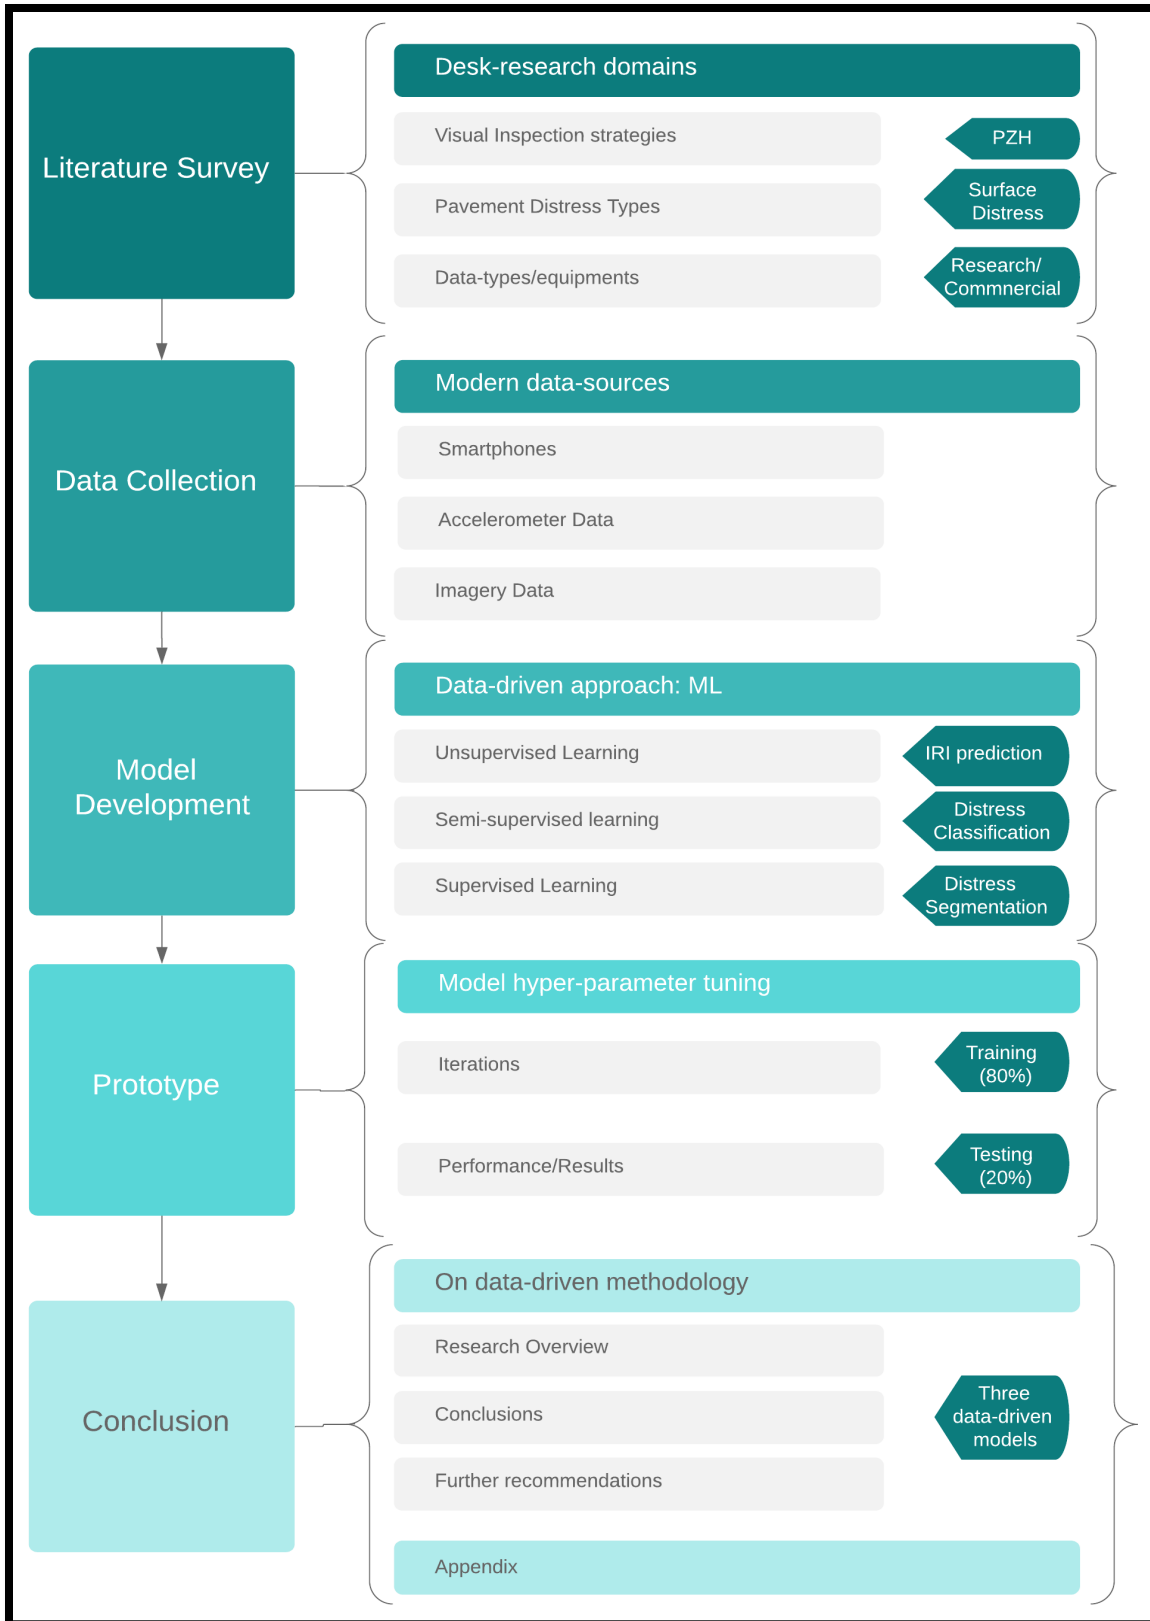 Literature Survey
Desk-research domains
Visual Inspection strategies
PZH
Pavement Distress Types
Surface
Distress
Data-types/equipments
Research/
Commnercial
Data Collection
Modern data-sources
Smartphones
Accelerometer Data
Imagery Data
Model
Development
Data-driven approach: ML
Unsupervised Learning
IRI prediction
Semi-supervised learning
Distress
Classification
Supervised Learning
Distress
Segmentation
Prototype
Model hyper-parameter tuning
Iterations
Training
(80%)
Performance/Results
Testing
(20%)
Conclusion
On data-driven methodology
Research Overview
Conclusions
Three
data-driven
models
Further recommendations
Appendix